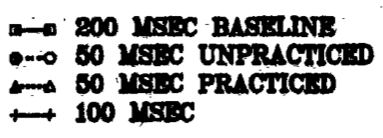 200 MSEC BASELINE
50 MSEC UNPRACTICED
50 MSEC PRACTICED
100 MSEC